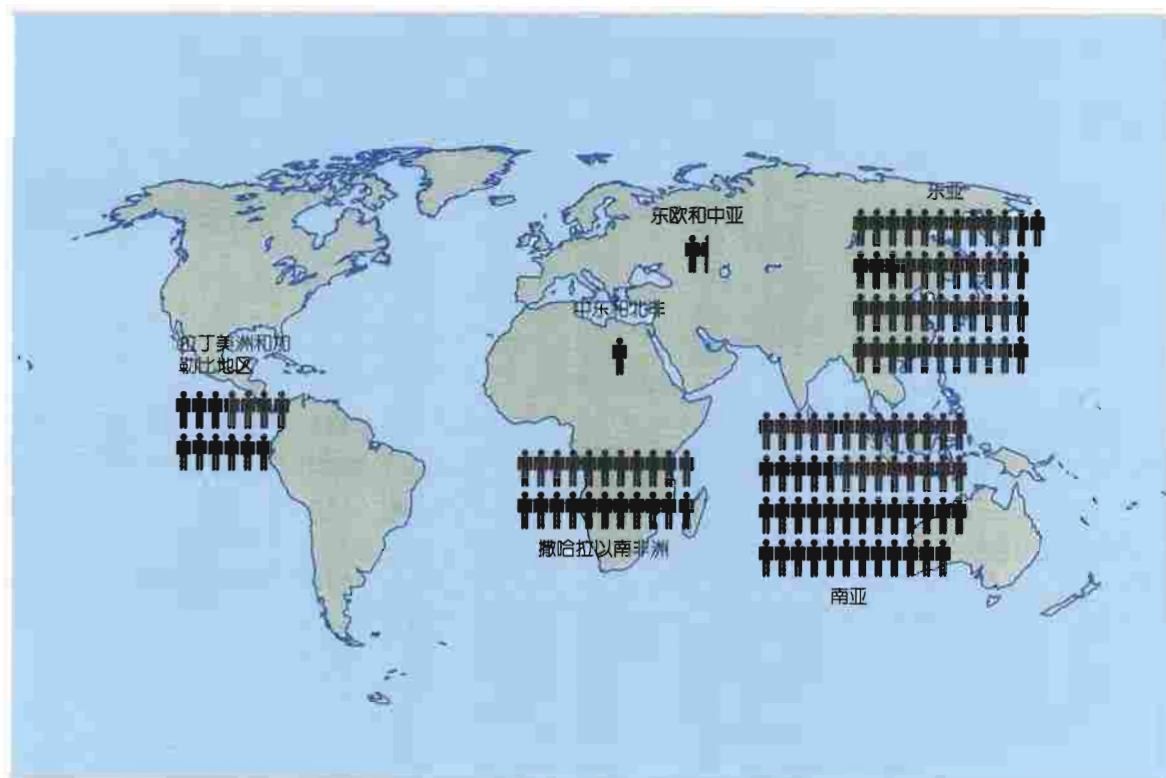 东亚
东欧和中亚
中东和北非
拉丁美洲和加
勒比地区
撒哈拉以南非洲
南亚